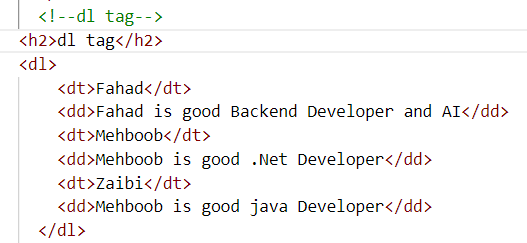 <!--dl tag-->
<h2>dl tag</h2>
<dl>
<dt>Fahad</dt>
<dd>Fahad is good Backend Developer and AI</dd>
<dt>Mehboob</dt>
<dd>Mehboob is good .Net Developer</dd>
<dt>Zaibi</dt>
<dd>Mehboob is good java Developer</dd>
</dl>